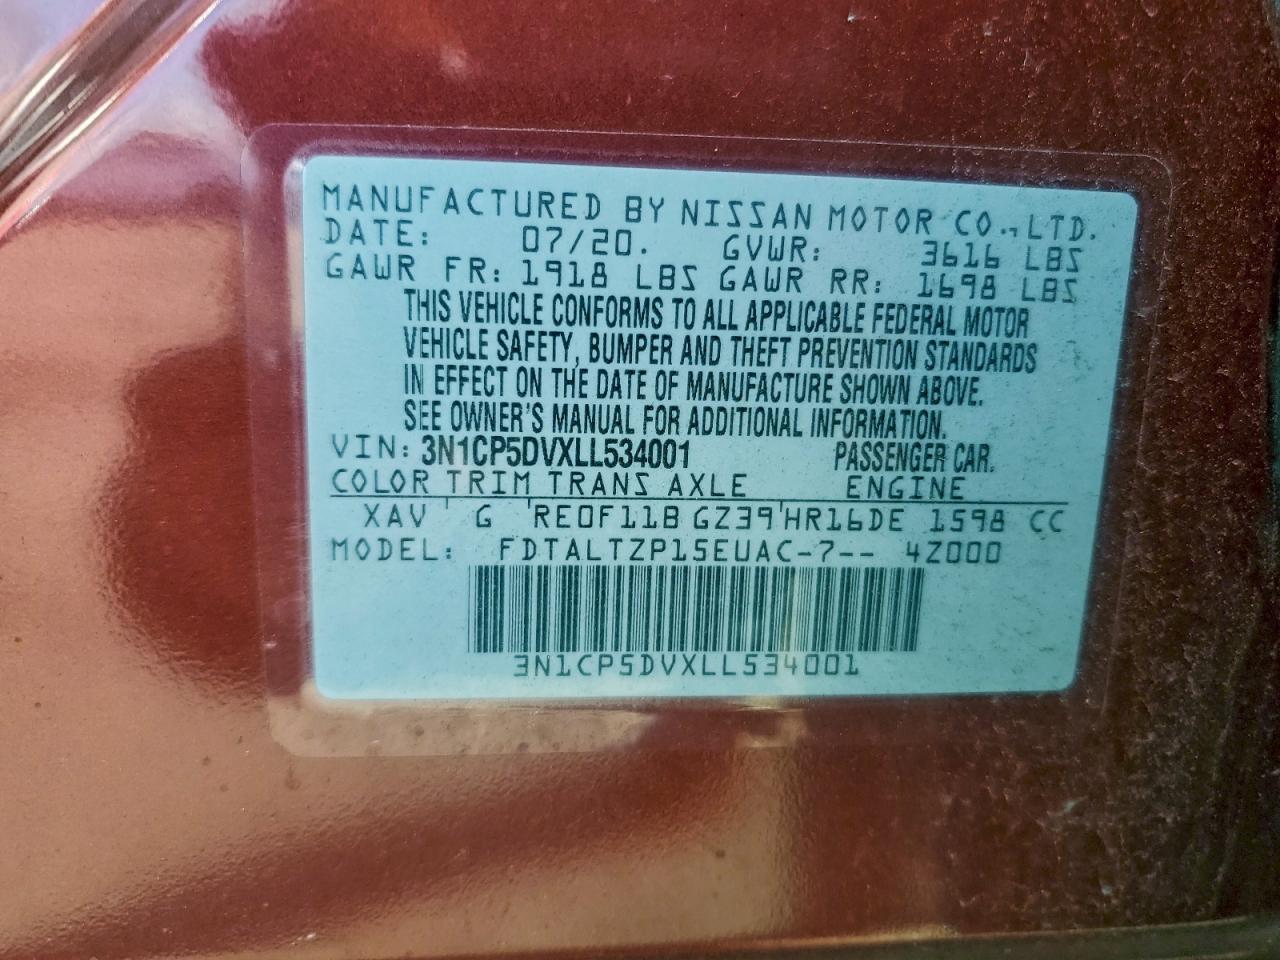 MANUFACTURED BY NISSAN MOTOR CO., LTD.
DATE: 07/20. GVWR: 3616 LBS
GAWR FR: 1918 LBS GAWR RR: 1698 LBS
THIS VEHICLE CONFORMS TO ALL APPLICABLE FEDERAL MOTOR
VEHICLE SAFETY, BUMPER AND THEFT PREVENTION STANDARDS
IN EFFECT ON THE DATE OF MANUFACTURE SHOWN ABOVE.
SEE OWNER'S MANUAL FOR ADDITIONAL INFORMATION.
VIN: 3N1CP5DVXLL534001 PASSENGER CAR.
COLOR TRIM TRANS AXLE ENGINE
XAV G RE0F11B GZ39 HR16DE 1598 CC
MODEL: FDTALTZP15EUAC-7-- 4Z000
3N1CP5DVXLL534001